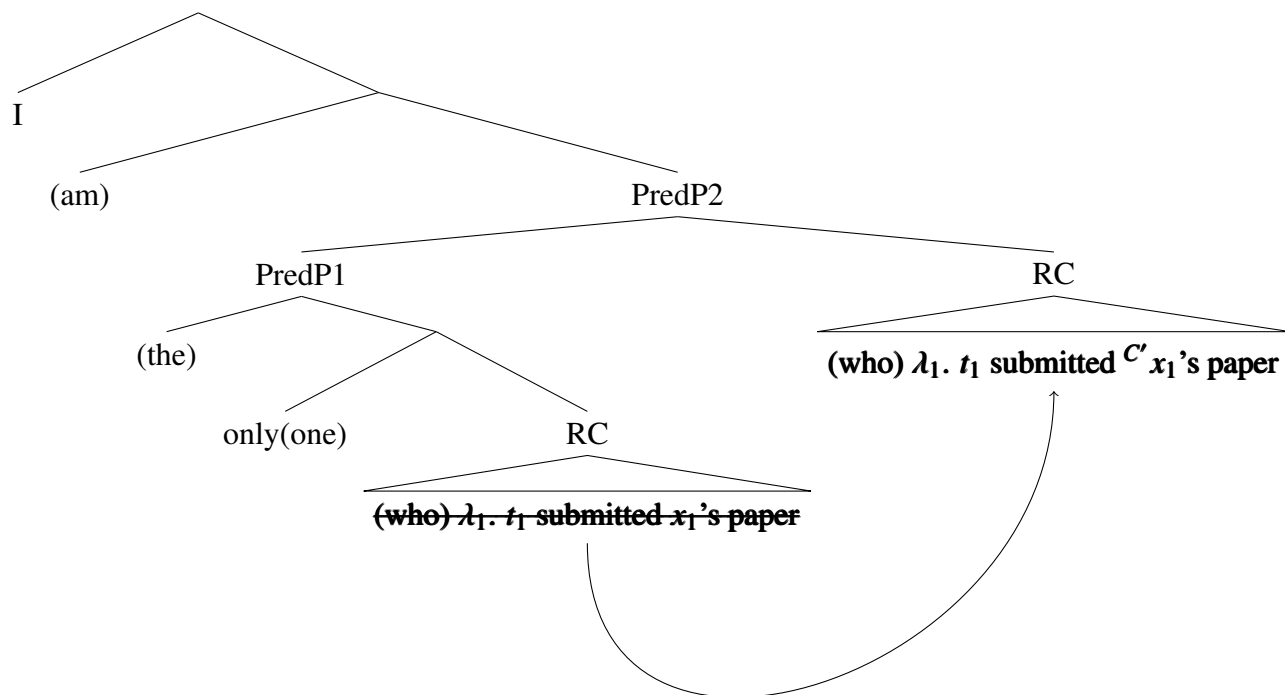 I
(am)
PredP2
PredP1
RC
(the)
(who) λ₁. t₁ submitted ^C′ x₁’s paper
only(one)
RC
(who) λ₁. t₁ submitted x₁’s paper